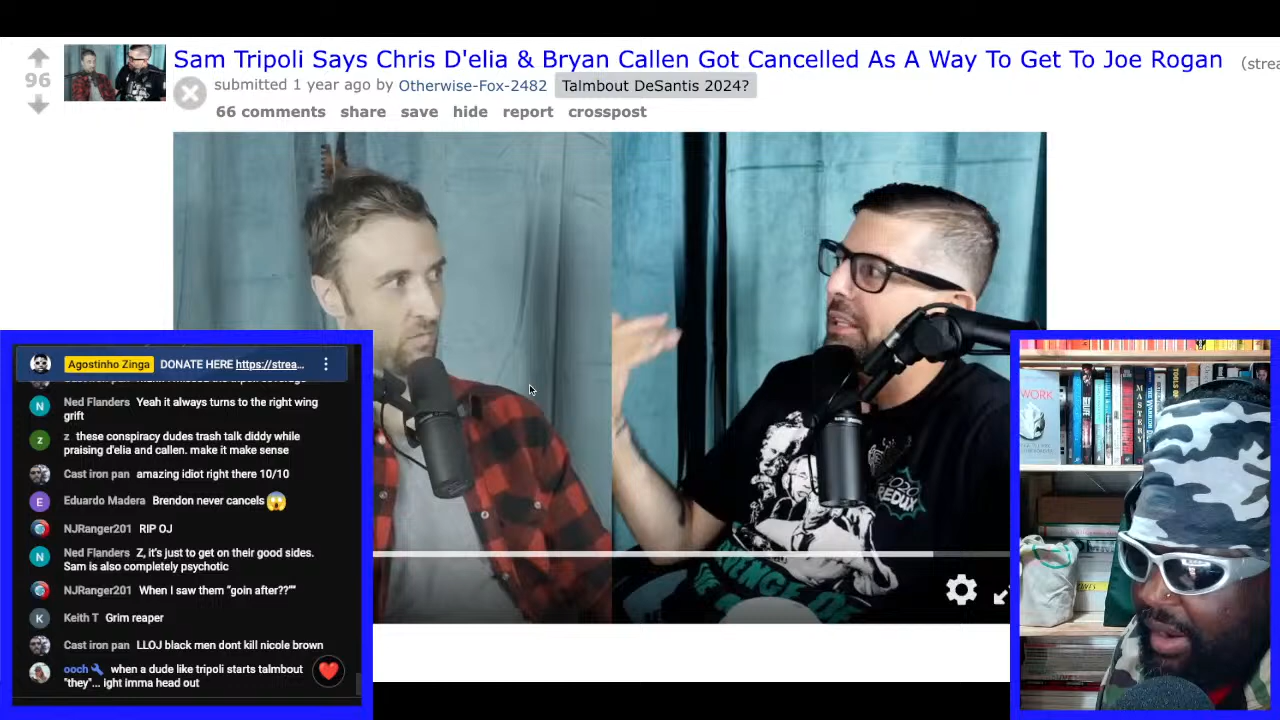 Sam Tripoli Says Chris D'elia & Bryan Callen Got Cancelled As A Way To Get To Joe Rogan (strea
96
submitted 1 year ago by Otherwise-Fox-2482 Talmbout DeSantis 2024?
66 comments share save hide report crosspost
Agostinho Zinga DONATE HERE https://strea...
Ned Flanders Yeah it always turns to the right wing
grift
z these conspiracy dudes trash talk diddy while
praising d'elia and callen. make it make sense
Cast iron pan amazing idiot right there 10/10
Eduardo Madera Brendon never cancels 😱
NJRanger201 RIP OJ
Ned Flanders Z, it's just to get on their good sides.
Sam is also completely psychotic
NJRanger201 When I saw them “goin after??““
Keith T Grim reaper
Cast iron pan LLOJ black men dont kill nicole brown
ooch when a dude like tripoli starts talmbout
"they"... ight imma head out
N
z
E
N
K
REDUX
WORK
MASTERY